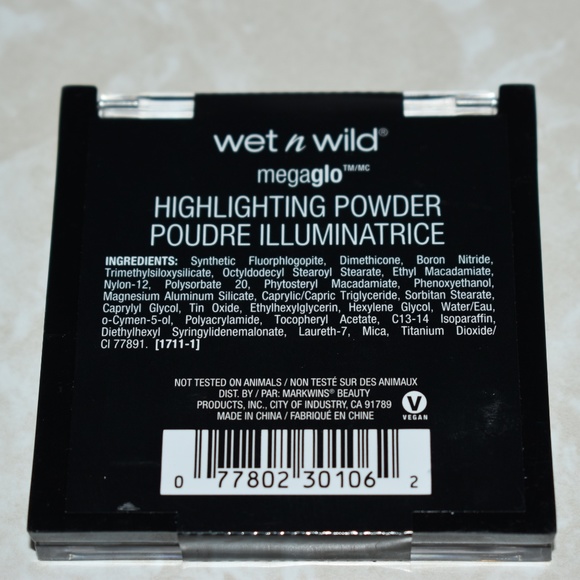 wet n wild®
megaglo™/MC
HIGHLIGHTING POWDER
POUDRE ILLUMINATRICE
INGREDIENTS: Synthetic Fluorphlogopite, Dimethicone, Boron Nitride,
Trimethylsiloxysilicate, Octyldodecyl Stearoyl Stearate, Ethyl Macadamiate,
Nylon-12, Polysorbate 20, Phytosteryl Macadamiate, Phenoxyethanol,
Magnesium Aluminum Silicate, Caprylic/Capric Triglyceride, Sorbitan Stearate,
Caprylyl Glycol, Tin Oxide, Ethylhexylglycerin, Hexylene Glycol, Water/Eau,
o-Cymen-5-ol, Polyacrylamide, Tocopheryl Acetate, C13-14 Isoparaffin,
Diethylhexyl Syringylidenemalonate, Laureth-7, Mica, Titanium Dioxide/
CI 77891. [1711-1]
NOT TESTED ON ANIMALS / NON TESTÉ SUR DES ANIMAUX
DIST. BY / PAR: MARKWINS® BEAUTY
PRODUCTS, INC., CITY OF INDUSTRY, CA 91789
MADE IN CHINA / FABRIQUÉ EN CHINE
V
VEGAN
0 77802 30106 2